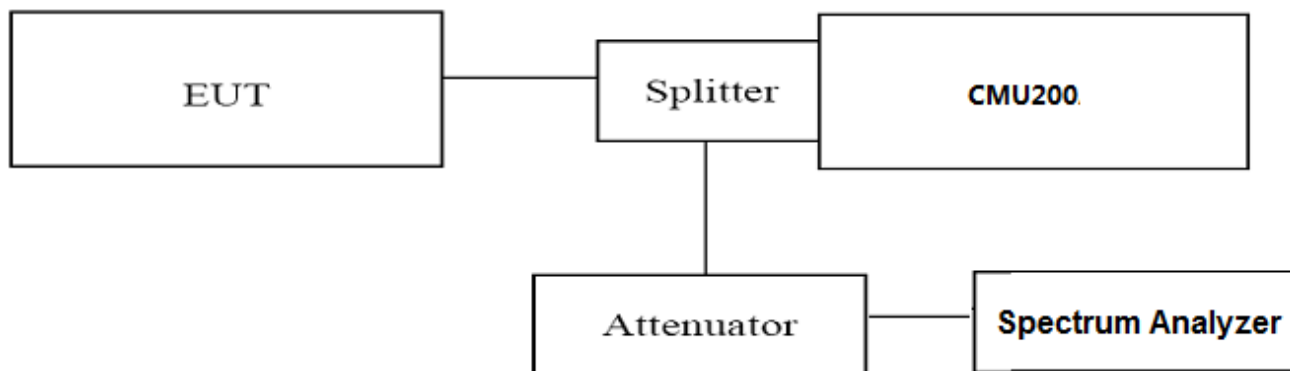 EUT
Splitter
CMU200.
Attenuator
Spectrum Analyzer